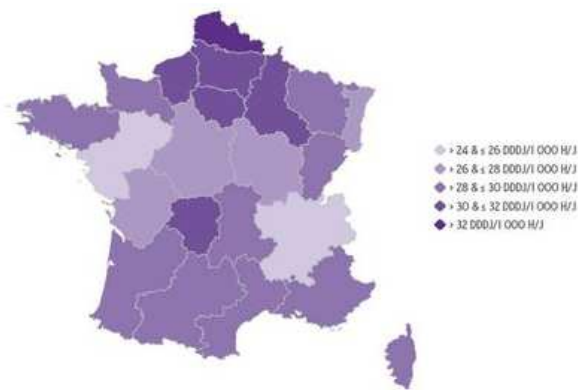 > 24 & ≤ 26 DDDJ/1 000 H/J
> 26 & ≤ 28 DDDJ/1 000 H/J
> 28 & ≤ 30 DDDJ/1 000 H/J
> 30 & ≤ 32 DDDJ/1 000 H/J
> 32 DDDJ/1 000 H/J